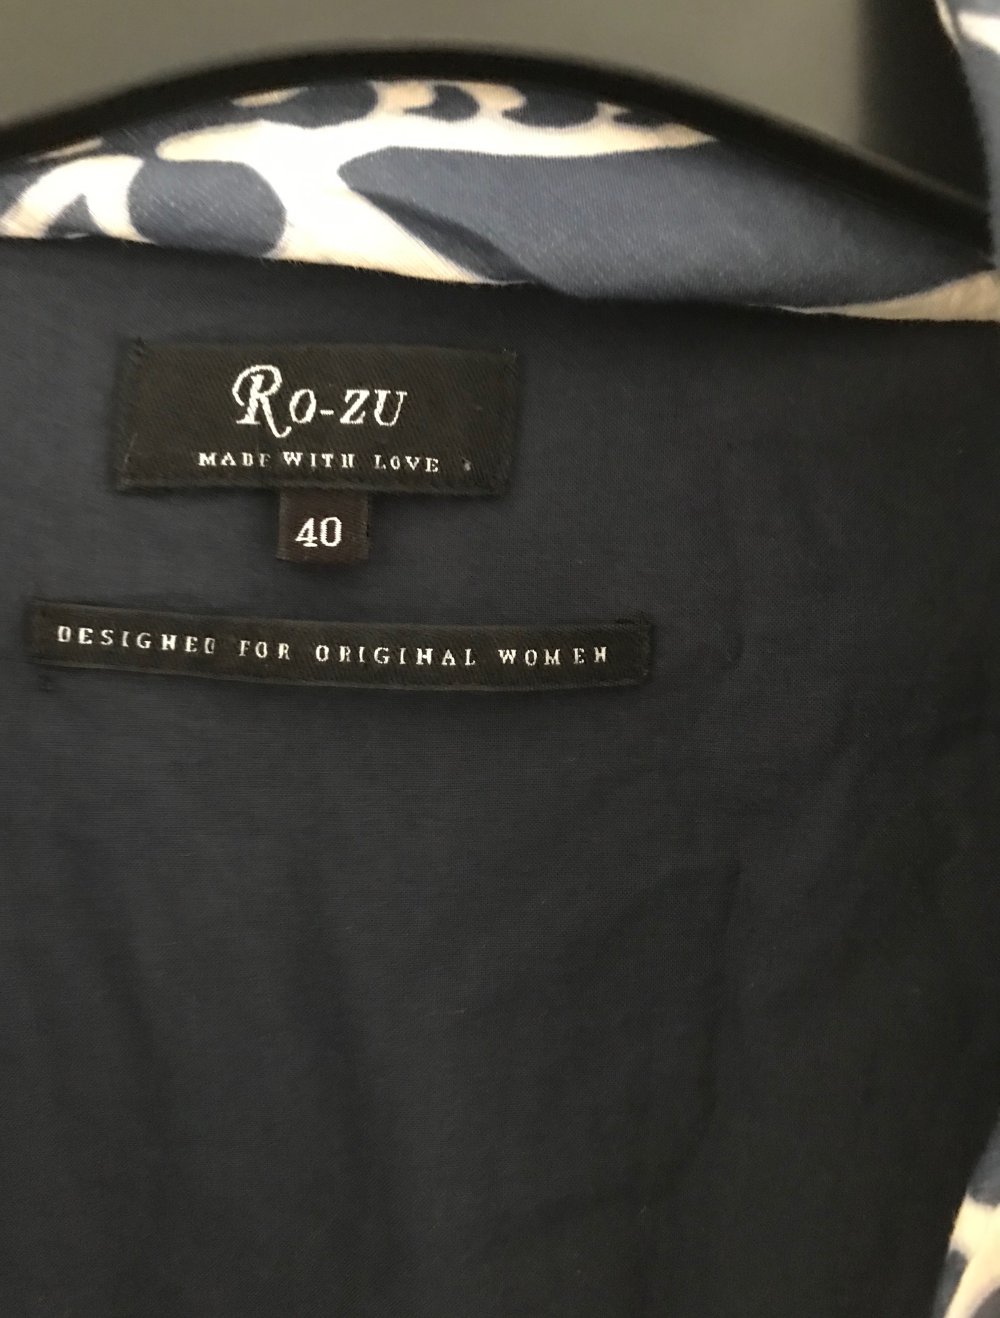 Ro-zu
MADE WITH LOVE
40
DESIGNED FOR ORIGINAL WOMEN